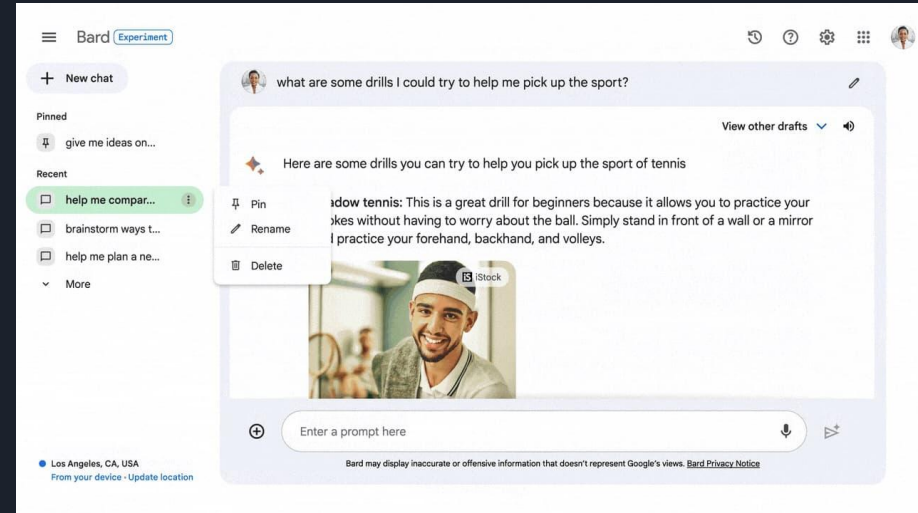 Bard Experiment
New chat
Pinned
give me ideas on...
Recent
help me compar...
brainstorm ways t...
help me plan a ne...
More
Los Angeles, CA, USA
From your device · Update location
Pin
Rename
Delete
what are some drills I could try to help me pick up the sport?
View other drafts
Here are some drills you can try to help you pick up the sport of tennis
tennis: This is a great drill for beginners because it allows you to practice your
without having to worry about the ball. Simply stand in front of a wall or a mirror
practice your forehand, backhand, and volleys.
iStock
Enter a prompt here
Bard may display inaccurate or offensive information that doesn't represent Google's views. Bard Privacy Notice